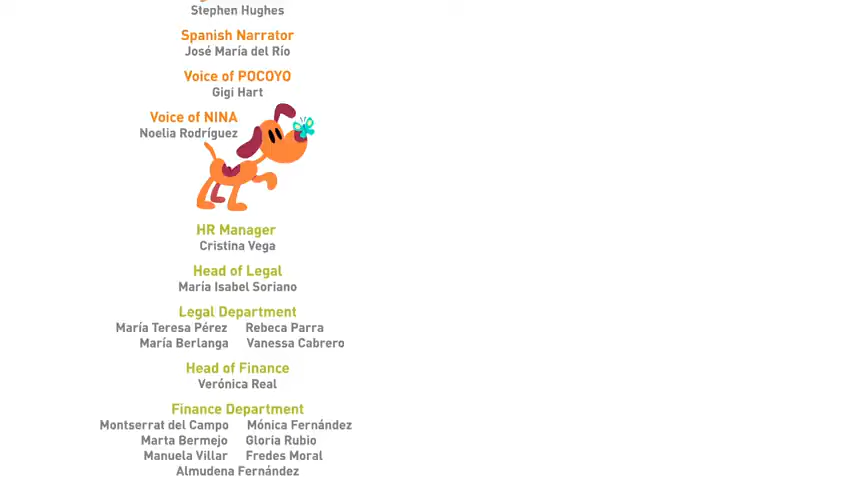 Stephen Hughes
Spanish Narrator
José María del Río
Voice of POCOYO
Gigi Hart
Voice of NINA
Noelia Rodríguez
HR Manager
Cristina Vega
Head of Legal
María Isabel Soriano
Legal Department
María Teresa Pérez Rebeca Parra
María Berlanga Vanessa Cabrero
Head of Finance
Verónica Real
Finance Department
Montserrat del Campo Mónica Fernández
Marta Bermejo Gloria Rubio
Manuela Villar Fredes Moral
Almudena Fernández